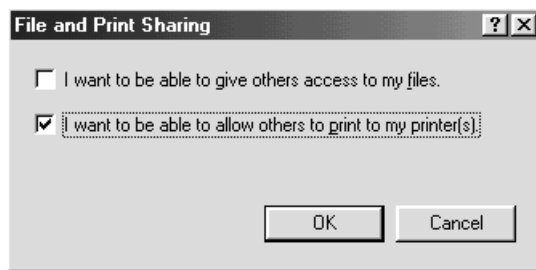 File and Print Sharing
I want to be able to give others access to my files.
I want to be able to allow others to print to my printer(s).
OK Cancel